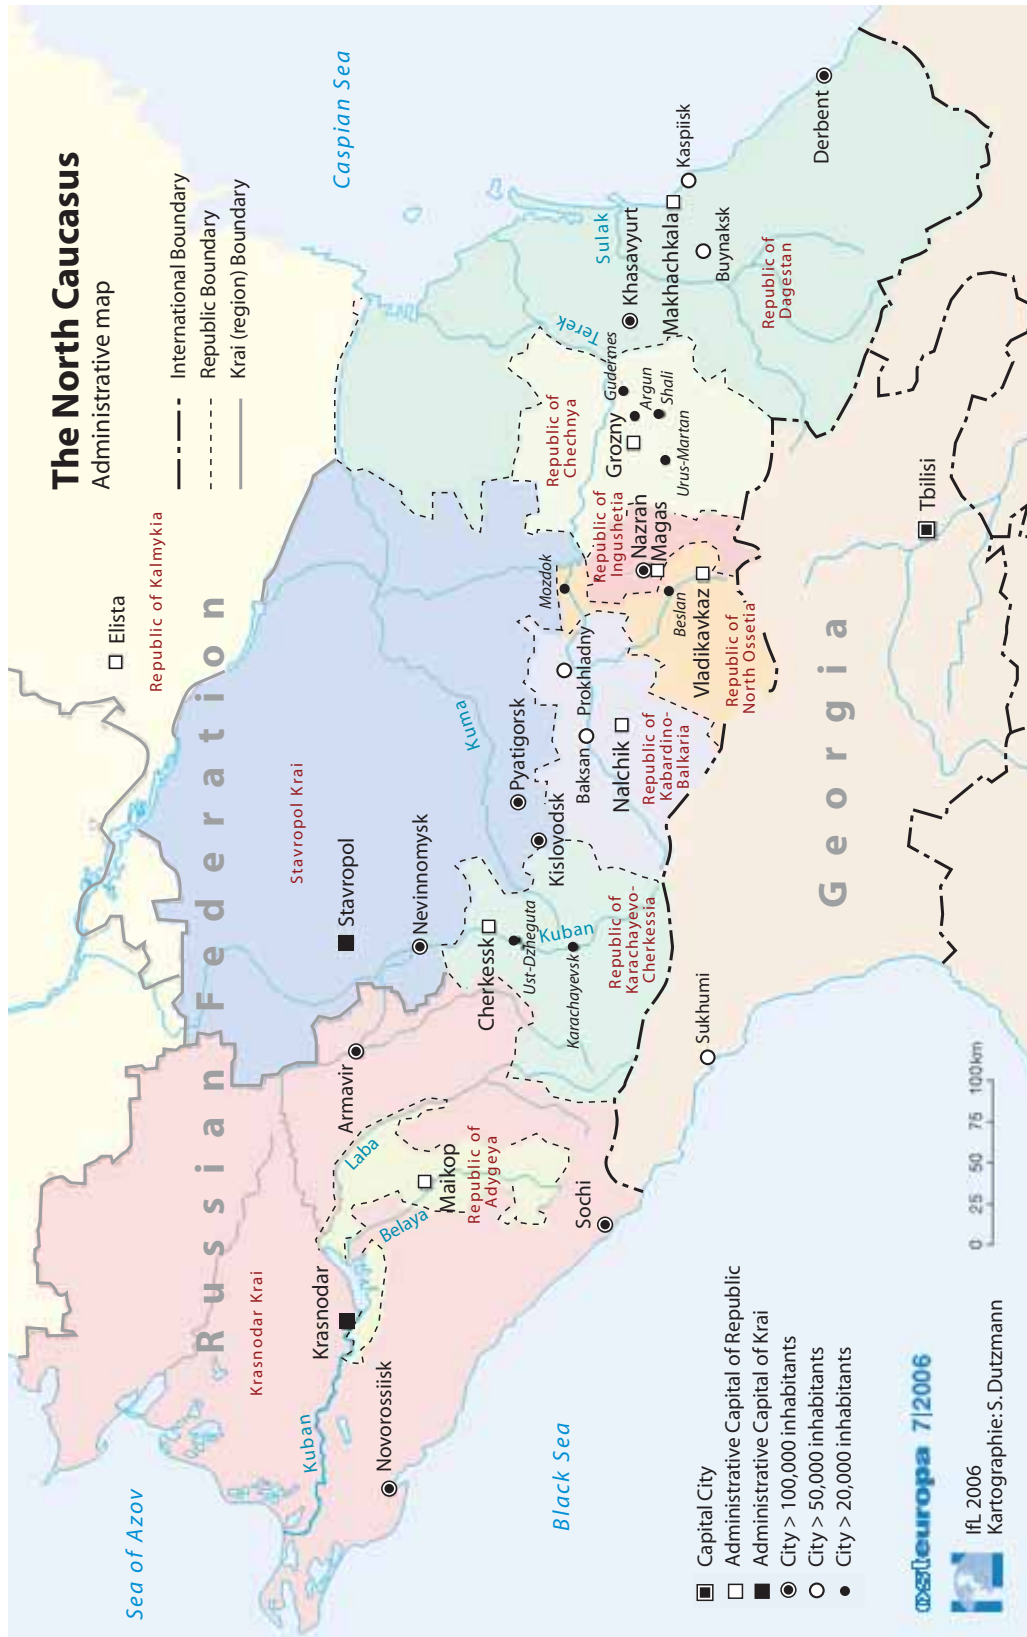 The North Caucasus
Administrative map
International Boundary
Republic Boundary
Krai (region) Boundary
Sea of Azov
Caspian Sea
Black Sea
Russian Federation
Georgia
Republic of Kalmykia
Elista
Krasnodar Krai
Stavropol Krai
Kuban
Krasnodar
Novorossiisk
Armavir
Laba
Belaya
Maikop
Republic of
Adygeya
Sochi
Stavropol
Nevinnomysk
Kuma
Pyatigorsk
Kislovodsk
Cherkessk
Ust-Dzheguta
Kuban
Karachayevsk
Republic of
Karachayevo-
Cherkessia
Sukhumi
Baksan
Prokhladny
Nalchik
Republic of
Kabardino-
Balkaria
Mozdok
Beslan
Vladikavkaz
Republic of
North Ossetia
Republic of
Ingushetia
Nazran
Magas
Republic of
Chechnya
Grozny
Gudermes
Argun
Shali
Urus-Martan
Terek
Sulak
Khasavyurt
Makhachkala
Kaspiisk
Buynaksk
Republic of
Dagestan
Derbent
Tbilisi
Capital City
Administrative Capital of Republic
Administrative Capital of Krai
City > 100,000 inhabitants
City > 50,000 inhabitants
City > 20,000 inhabitants
0 25 50 75 100km
osteuropa 7|2006
IfL 2006
Kartographie: S. Dutzmann